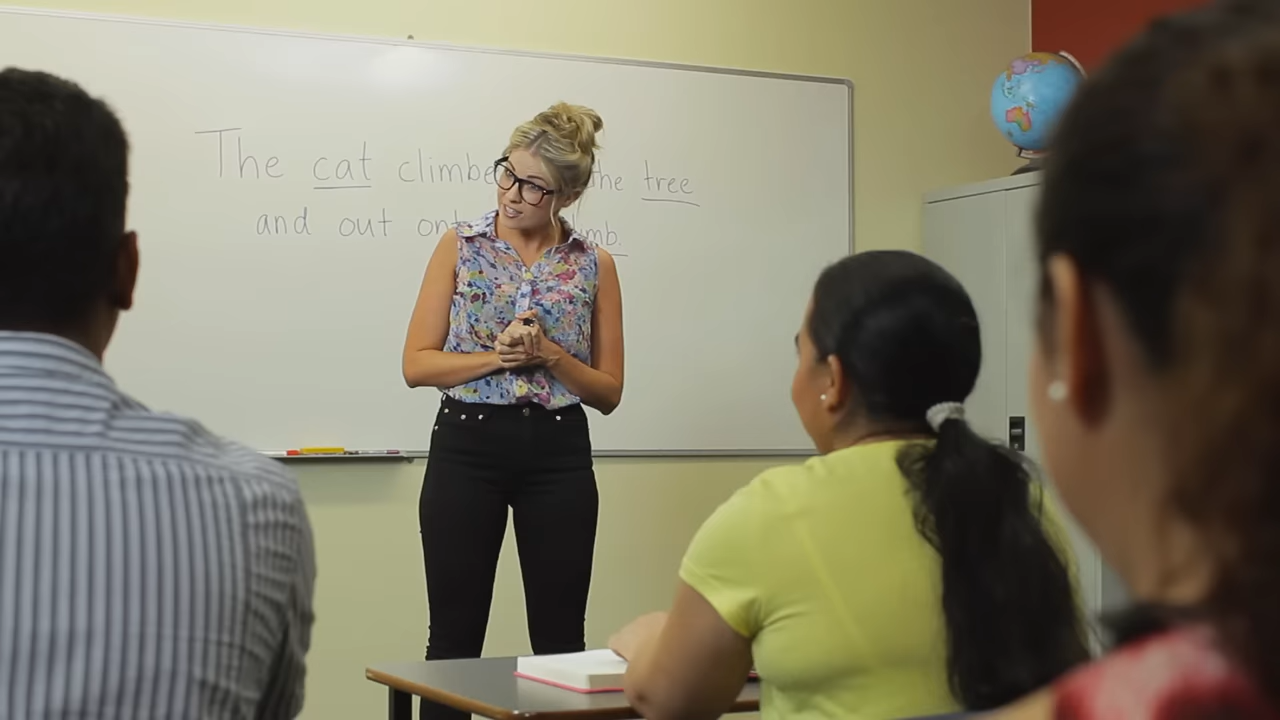 The cat climbe the tree
and out ont mb.